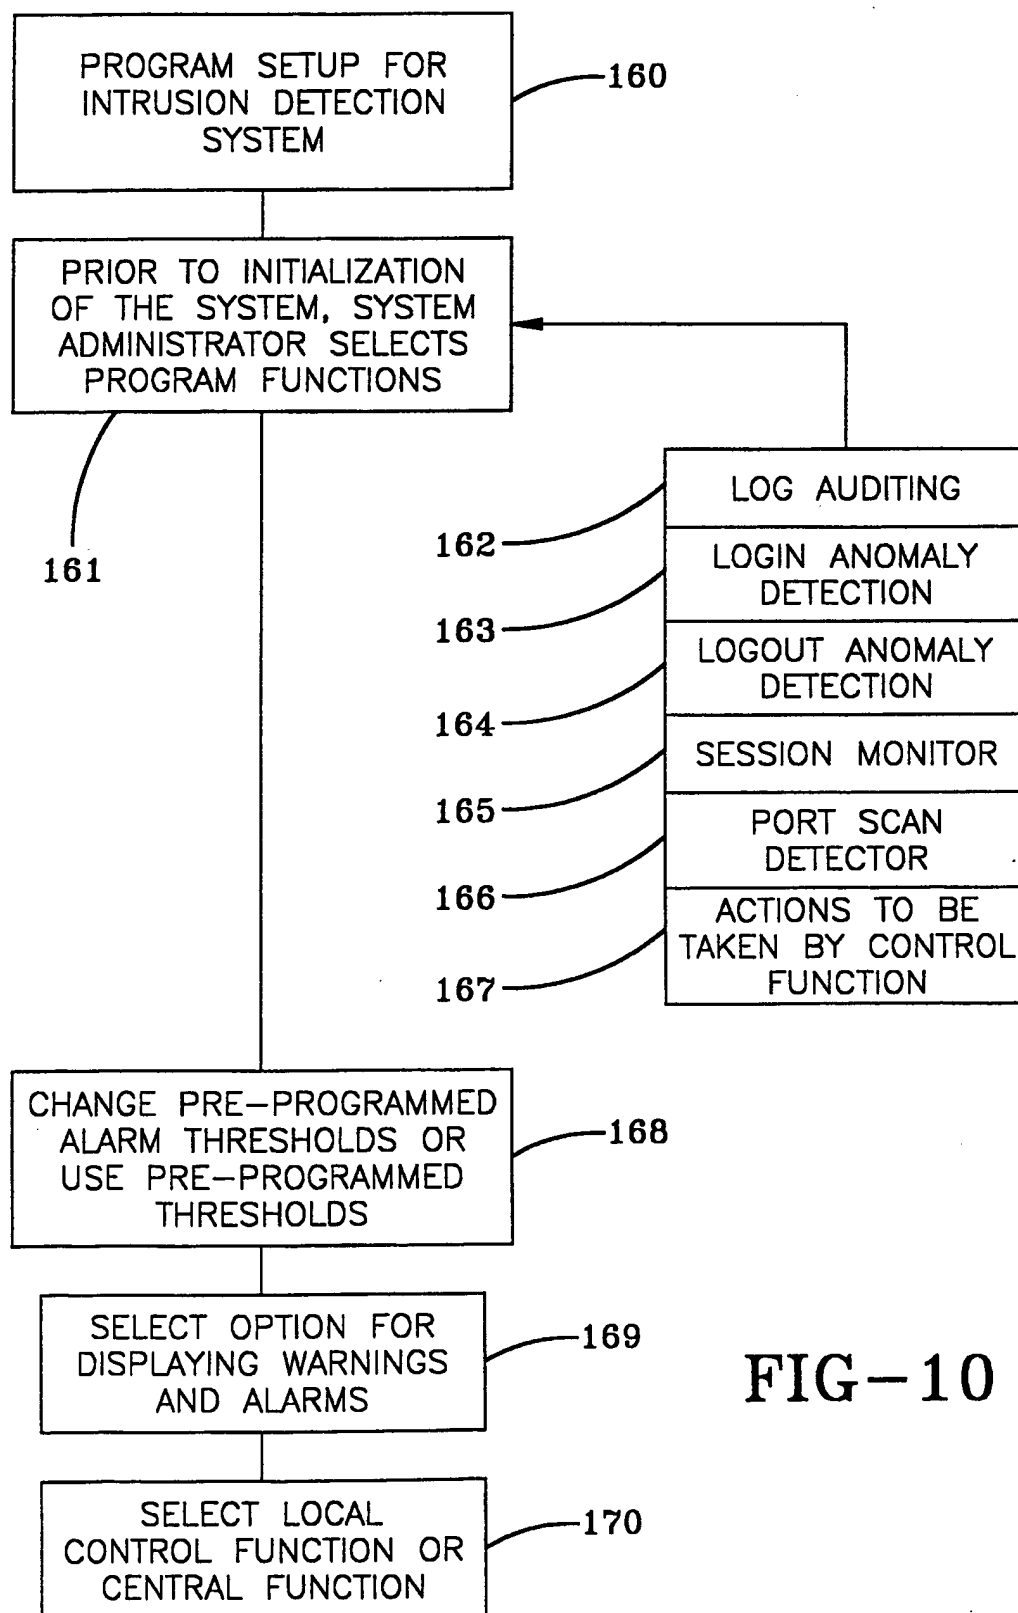 PROGRAM SETUP FOR
INTRUSION DETECTION
SYSTEM
160
PRIOR TO INITIALIZATION
OF THE SYSTEM, SYSTEM
ADMINISTRATOR SELECTS
PROGRAM FUNCTIONS
161
LOG AUDITING
162
LOGIN ANOMALY
DETECTION
163
LOGOUT ANOMALY
DETECTION
164
SESSION MONITOR
165
PORT SCAN
DETECTOR
166
ACTIONS TO BE
TAKEN BY CONTROL
FUNCTION
167
CHANGE PRE-PROGRAMMED
ALARM THRESHOLDS OR
USE PRE-PROGRAMMED
THRESHOLDS
168
SELECT OPTION FOR
DISPLAYING WARNINGS
AND ALARMS
169
FIG-10
SELECT LOCAL
CONTROL FUNCTION OR
CENTRAL FUNCTION
170